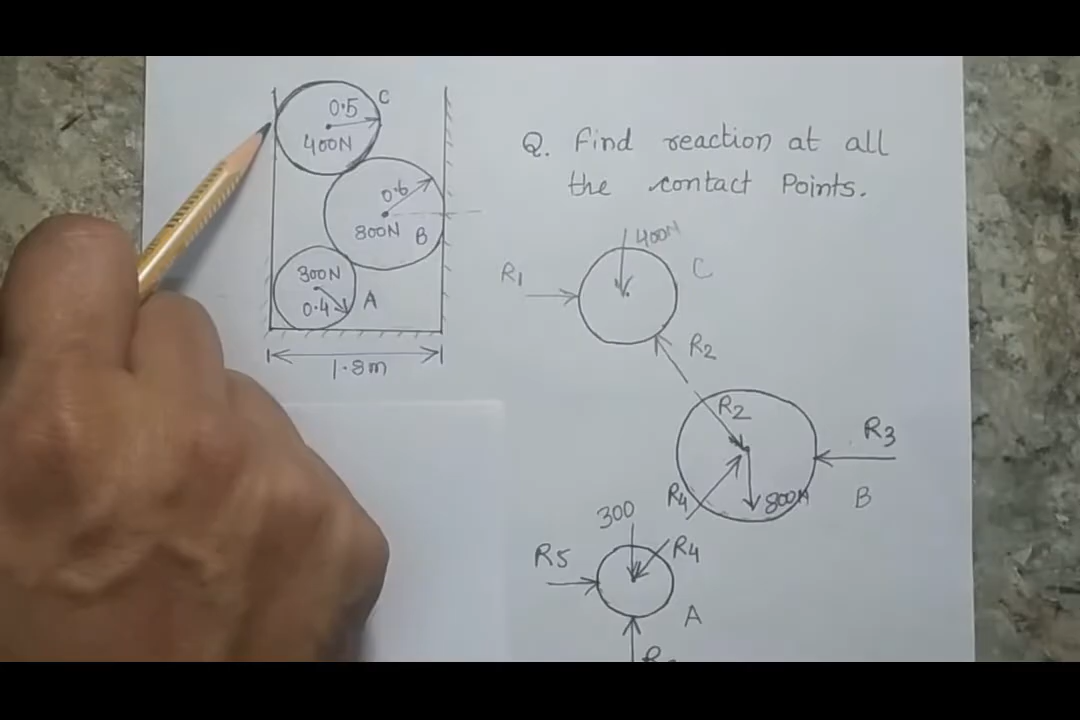 C
0.5
400N
0.6
800N B
300N
0.4 A
1.8m
Q. Find reaction at all
the contact Points.
400N
R1 C
R2
R2
R3
R4 800N B
300
R5 R4
A